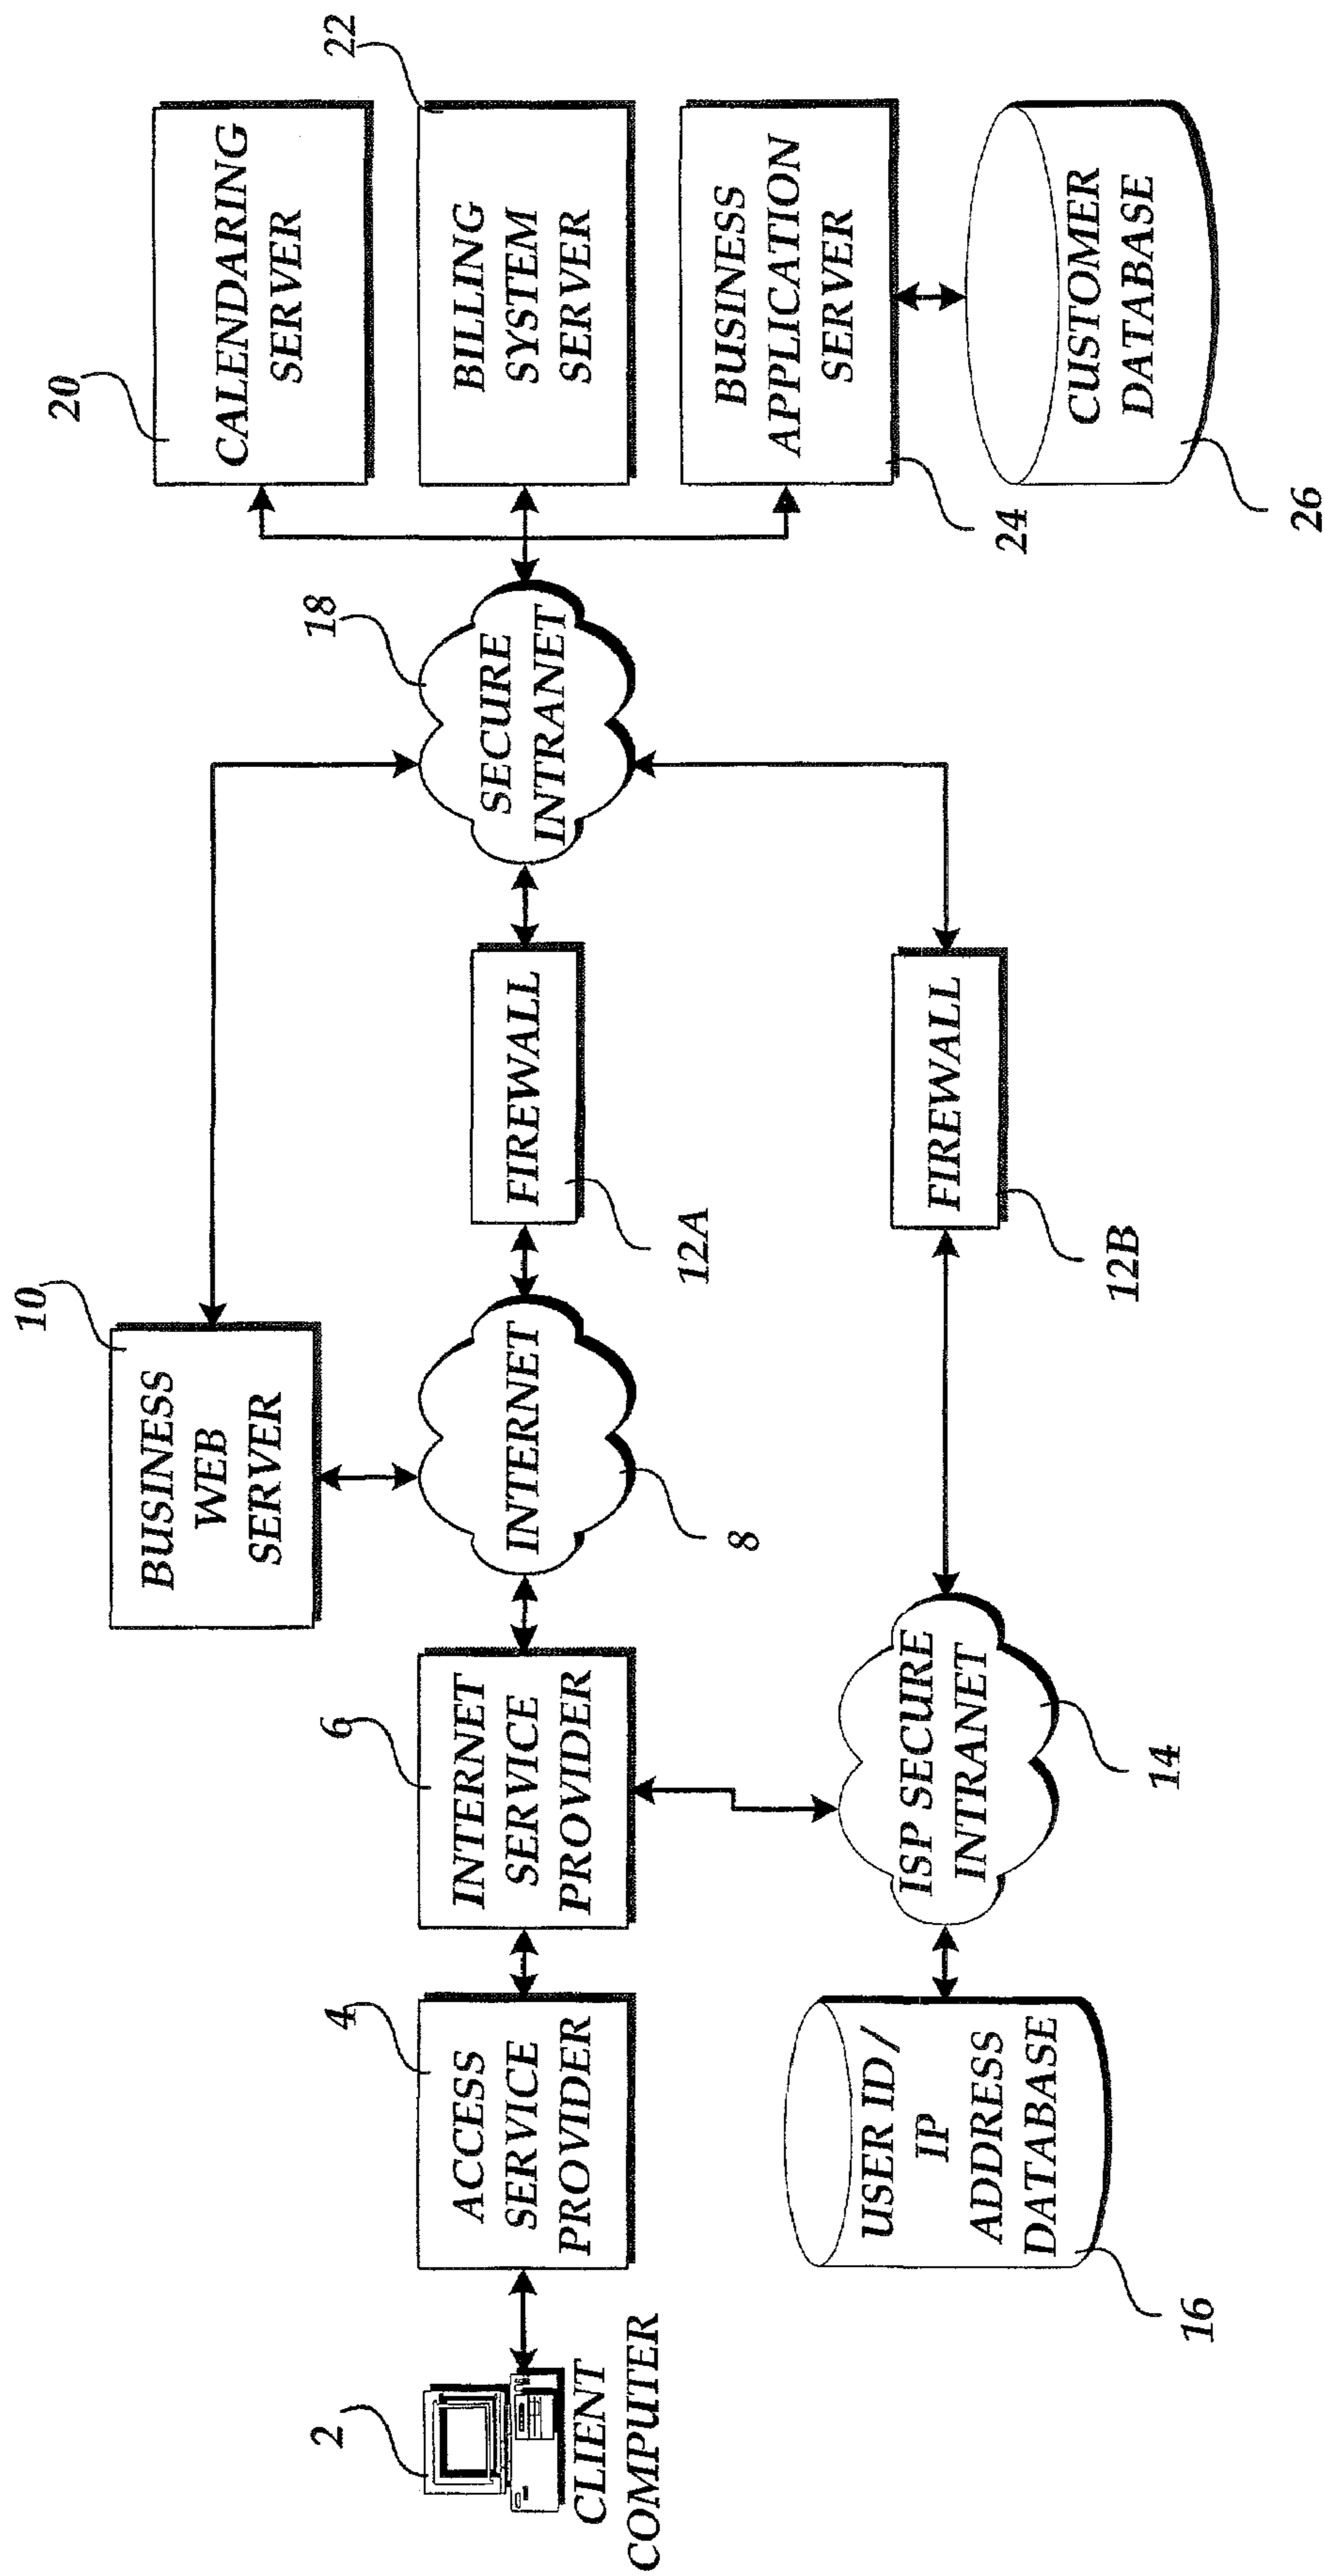 10
BUSINESS
WEB
SERVER
20
CALENDARING
SERVER
2
CLIENT
COMPUTER
4
ACCESS
SERVICE
PROVIDER
6
INTERNET
SERVICE
PROVIDER
INTERNET
8
FIREWALL
12A
18
SECURE
INTRANET
22
BILLING
SYSTEM
SERVER
BUSINESS
APPLICATION
SERVER
24
USER ID/
IP
ADDRESS
DATABASE
16
ISP SECURE
INTRANET
14
FIREWALL
12B
CUSTOMER
DATABASE
26